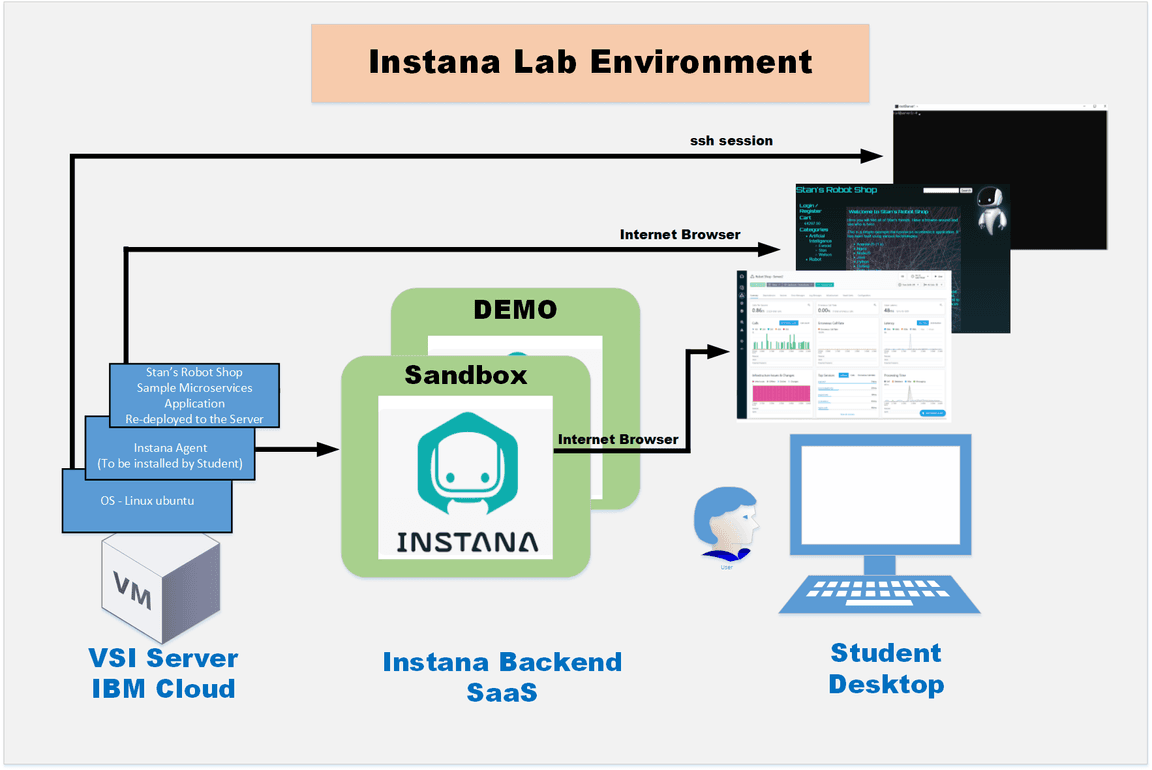 Instana Lab Environment
ssh session
Stan's Robot Shop
Login /
Register
Cart
Categories
Welcome to Stan's Robot Shop
Internet Browser
DEMO
Sandbox
Stan's Robot Shop
Sample Microservices
Application
Re-deployed to the Server
Instana Agent
(To be installed by Student)
OS - Linux ubuntu
Internet Browser
INSTANA
VM
User
VSI Server
IBM Cloud
Instana Backend
SaaS
Student
Desktop